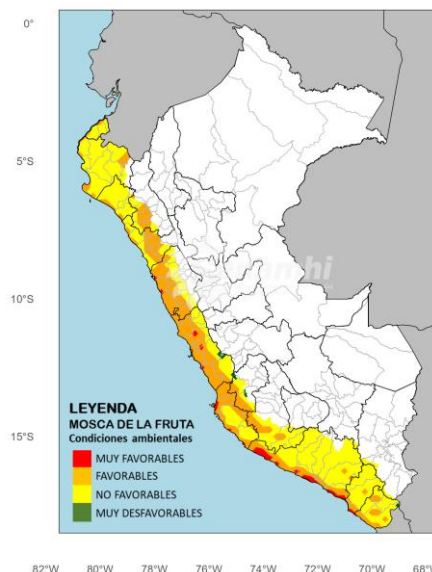 0°
5°S
10°S
LEYENDA
MOSCA DE LA FRUTA
Condiciones ambientales
15°S
MUY FAVORABLES
FAVORABLES
NO FAVORABLES
MUY DESFAVORABLES
82°W 80°W 78°W 76°W 74°W 72°W 70°W 68°W